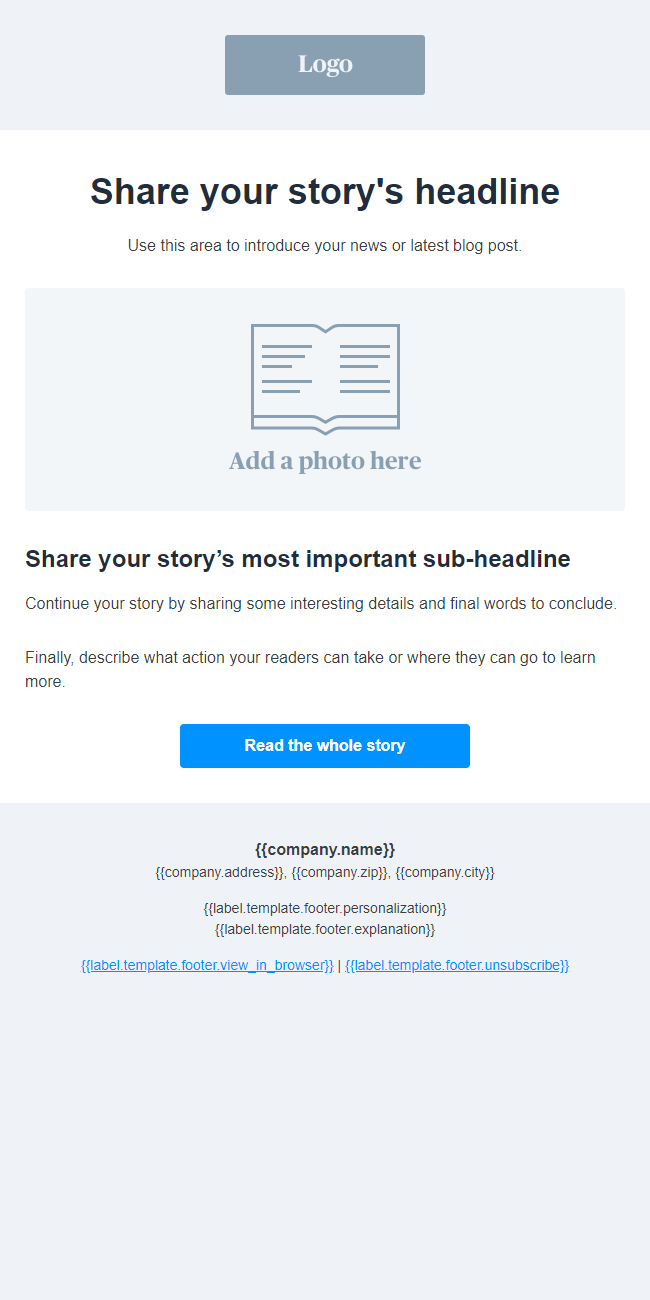 Logo
Share your story's headline
Use this area to introduce your news or latest blog post.
Add a photo here
Share your story’s most important sub-headline
Continue your story by sharing some interesting details and final words to conclude.
Finally, describe what action your readers can take or where they can go to learn
more.
Read the whole story
{{company.name}}
{{company.address}}, {{company.zip}}, {{company.city}}
{{label.template.footer.personalization}}
{{label.template.footer.explanation}}
{{label.template.footer.view_in_browser}} | {{label.template.footer.unsubscribe}}